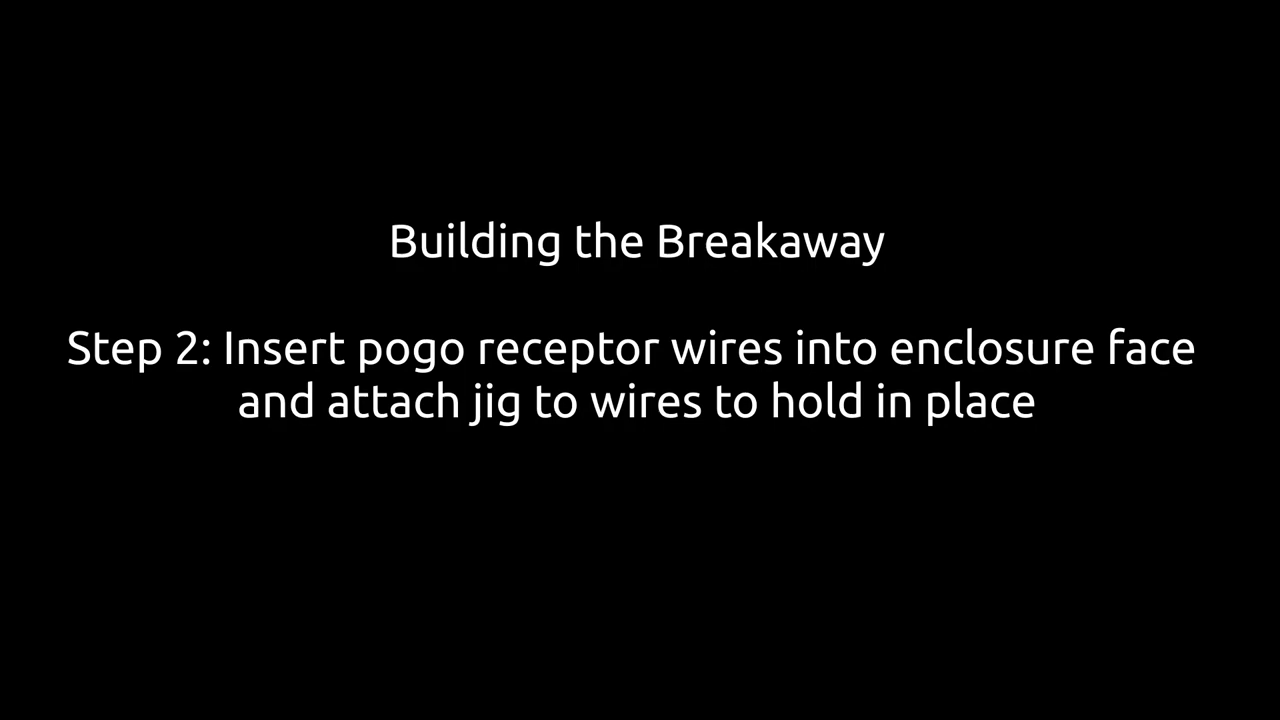 Building the Breakaway
Step 2: Insert pogo receptor wires into enclosure face
and attach jig to wires to hold in place